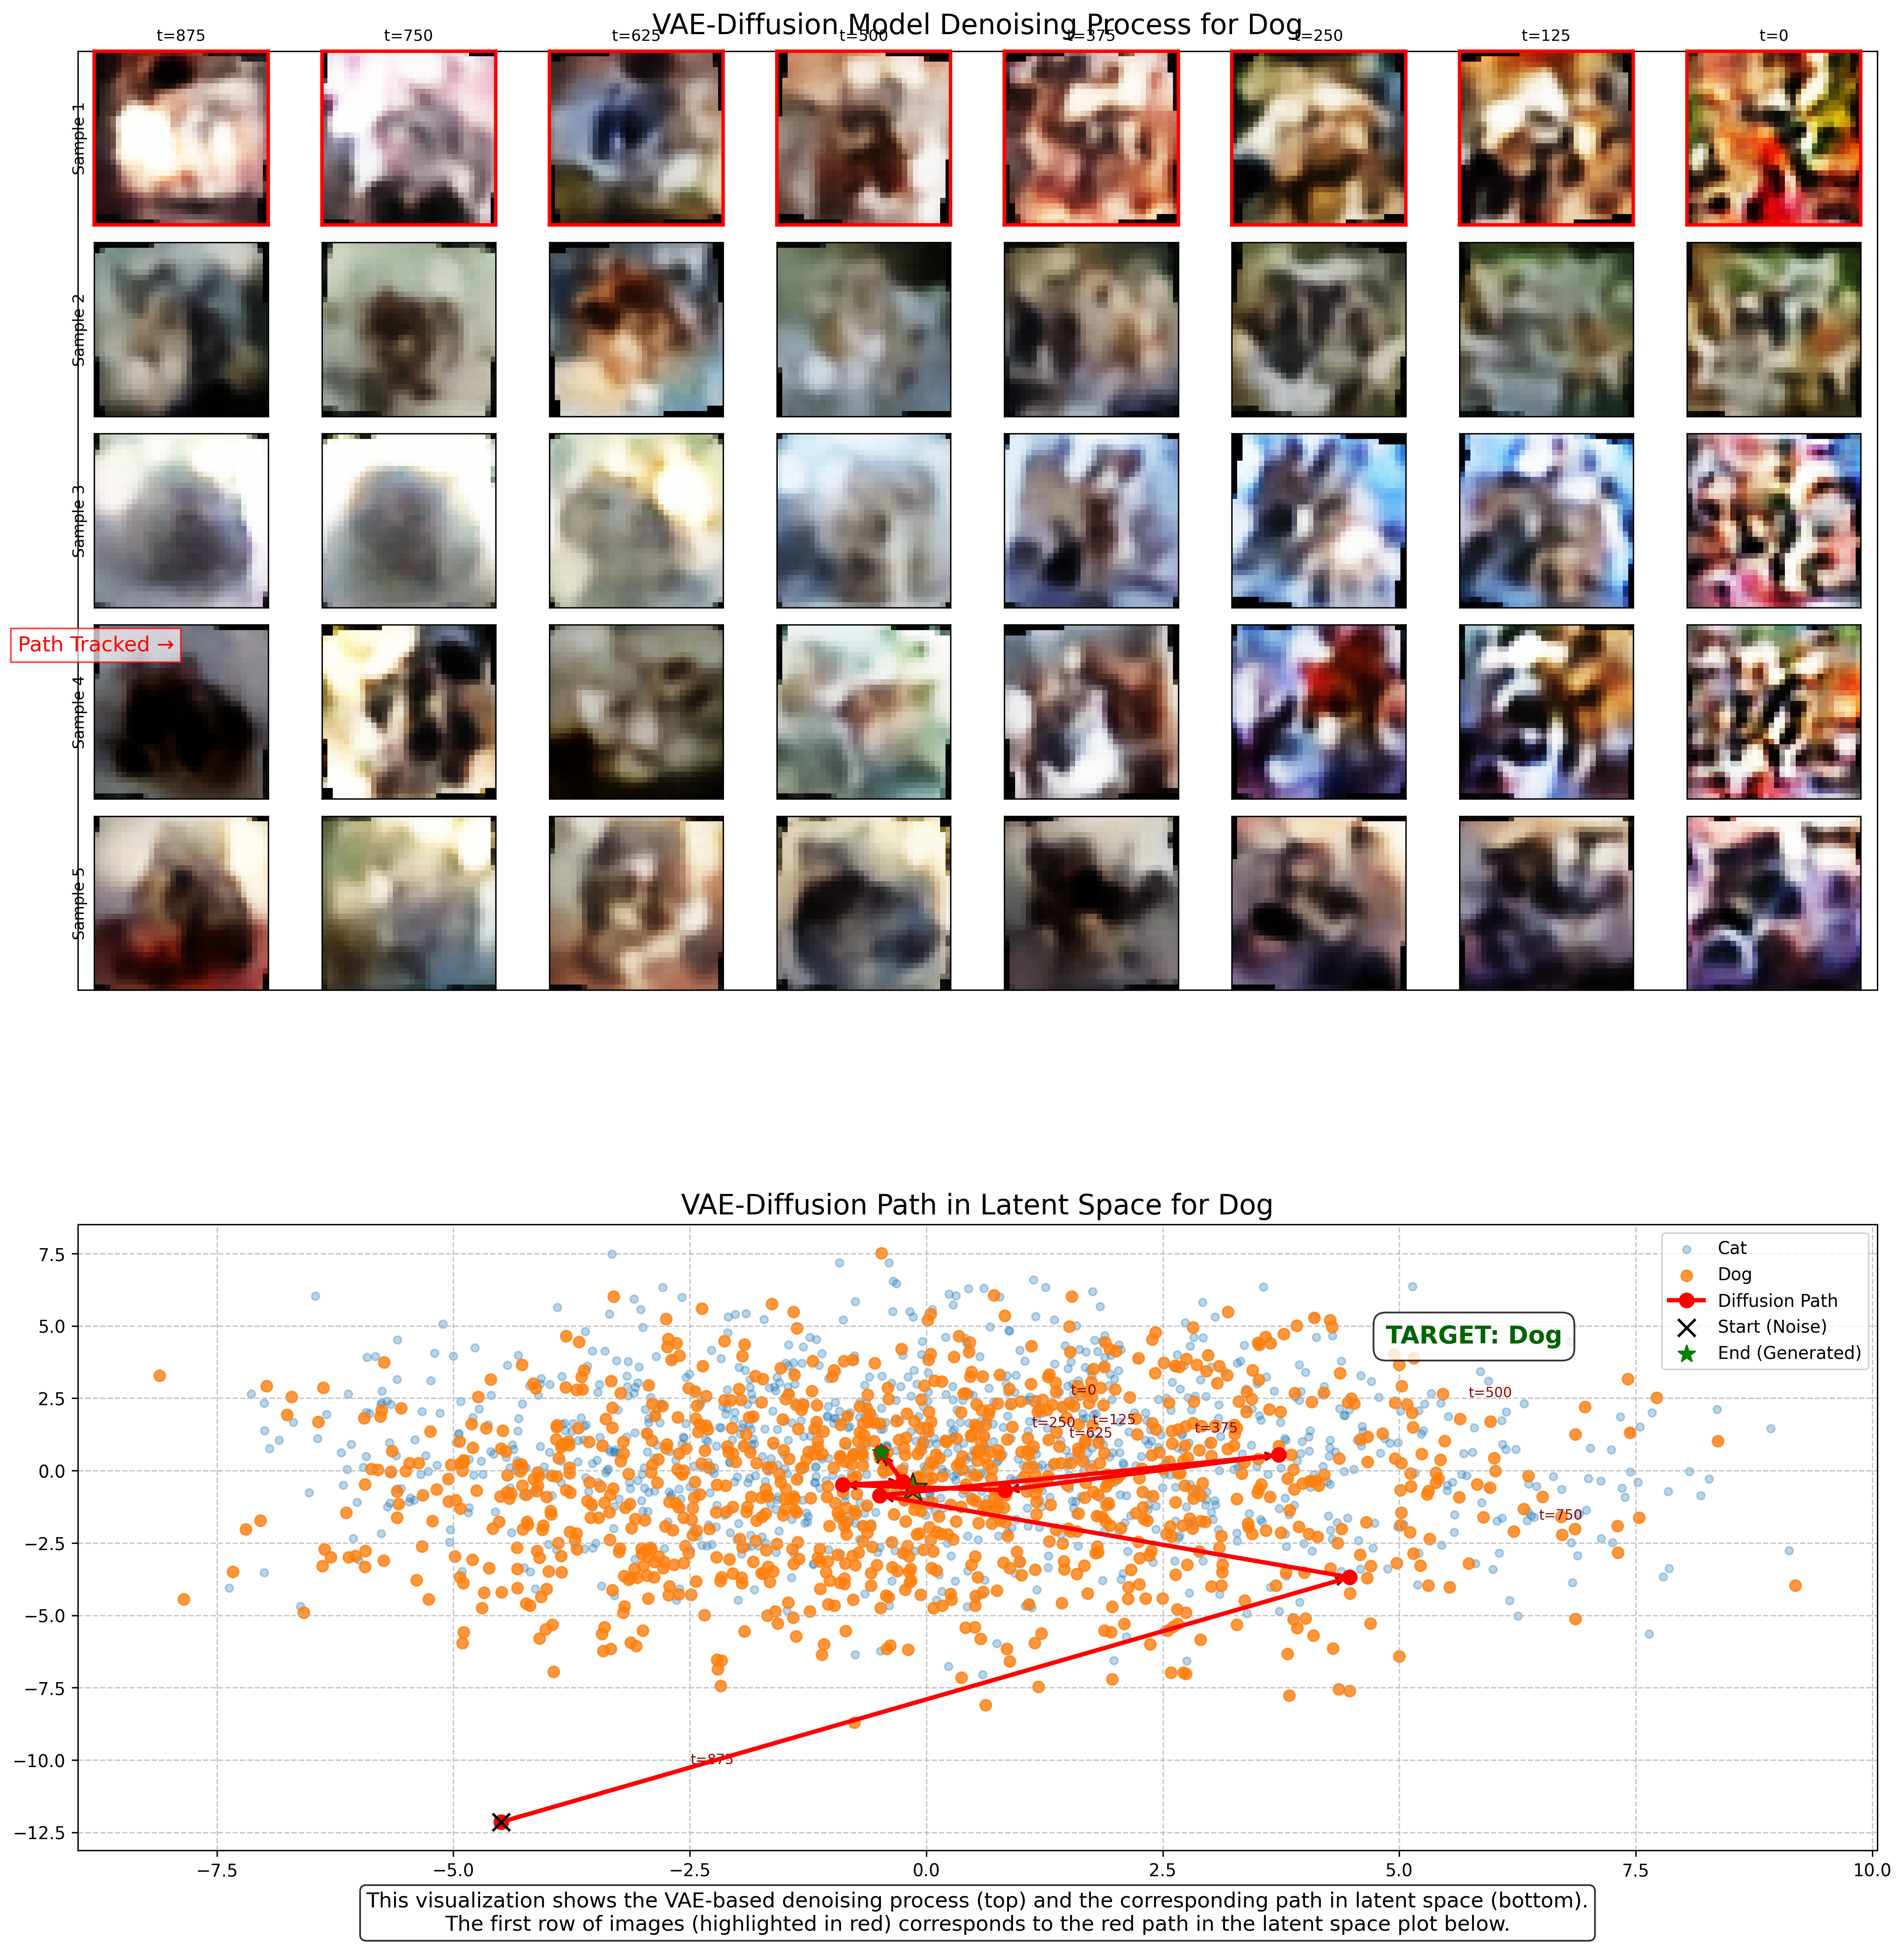 VAE-Diffusion Model Denoising Process for Dog
t=875 t=750 t=625 t=500 t=375 t=250 t=125 t=0
Sample 1
Sample 2
Sample 3
Path Tracked →
Sample 4
Sample 5
VAE-Diffusion Path in Latent Space for Dog
7.5
5.0
2.5
0.0
−2.5
−5.0
−7.5
−10.0
−12.5
Cat
Dog
Diffusion Path
Start (Noise)
End (Generated)
TARGET: Dog
t=0
t=500
t=250
t=125
t=625
t=375
t=750
t=875
−7.5 −5.0 −2.5 0.0 2.5 5.0 7.5 10.0
This visualization shows the VAE-based denoising process (top) and the corresponding path in latent space (bottom).
The first row of images (highlighted in red) corresponds to the red path in the latent space plot below.